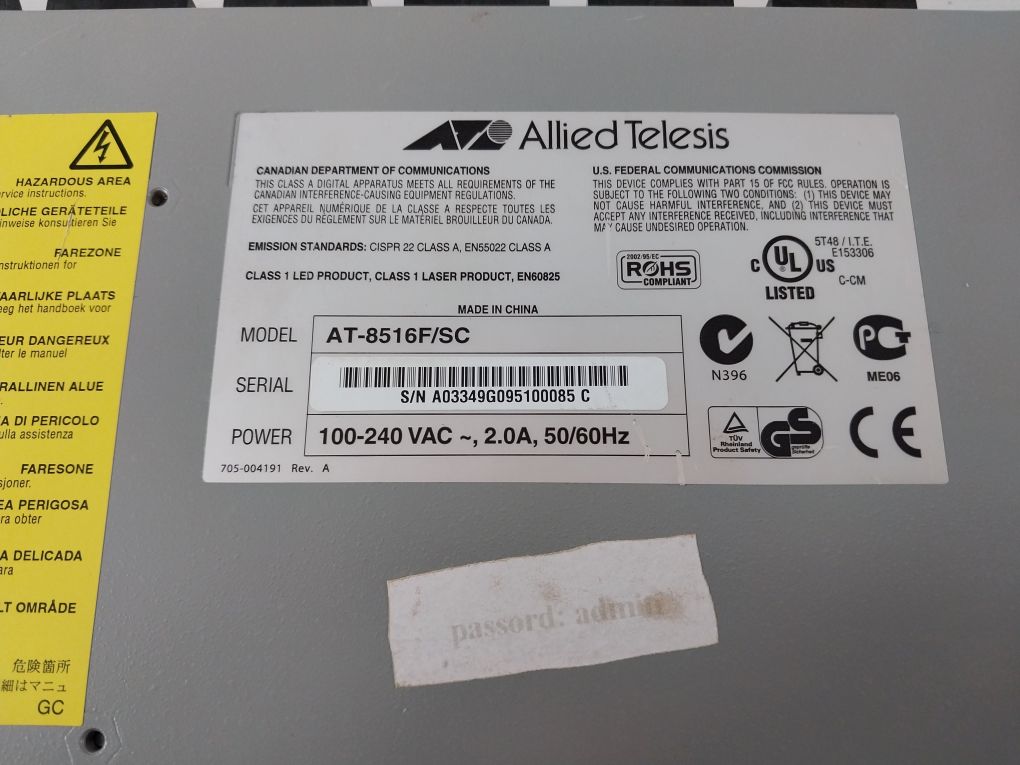 HAZARDOUS AREA
rvice instructions.
LICHE GERÄTETEILE
inweise konsultieren Sie
FAREZONE
nstruktionen for
AARLIJKE PLAATS
eeg het handboek voor
EUR DANGEREUX
lter le manuel
RALLINEN ALUE
A DI PERICOLO
ulla assistenza
FARESONE
sjoner.
EA PERIGOSA
ra obter
A DELICADA
ara
LT OMRÅDE
危険箇所
細はマニュ
GC
Allied Telesis
CANADIAN DEPARTMENT OF COMMUNICATIONS
THIS CLASS A DIGITAL APPARATUS MEETS ALL REQUIREMENTS OF THE
CANADIAN INTERFERENCE-CAUSING EQUIPMENT REGULATIONS.
CET APPAREIL NUMÉRIQUE DE LA CLASSE A RESPECTE TOUTES LES
EXIGENCES DU RÉGLEMENT SUR LE MATÉRIEL BROUILLEUR DU CANADA.
EMISSION STANDARDS: CISPR 22 CLASS A, EN55022 CLASS A
CLASS 1 LED PRODUCT, CLASS 1 LASER PRODUCT, EN60825
U.S. FEDERAL COMMUNICATIONS COMMISSION
THIS DEVICE COMPLIES WITH PART 15 OF FCC RULES. OPERATION IS
SUBJECT TO THE FOLLOWING TWO CONDITIONS: (1) THIS DEVICE MAY
NOT CAUSE HARMFUL INTERFERENCE, AND (2) THIS DEVICE MUST
ACCEPT ANY INTERFERENCE RECEIVED, INCLUDING INTERFERENCE THAT
MAY CAUSE UNDESIRED OPERATION.
2002/95/EC
ROHS
COMPLIANT
C UL US
LISTED
5T48 / I.T.E.
E153306
C-CM
MADE IN CHINA
MODEL AT-8516F/SC
SERIAL S/N A03349G095100085 C
POWER 100-240 VAC ~, 2.0A, 50/60Hz
705-004191 Rev. A
N396
ME06
TÜV
Rheinland
Product Safety
GS
geprüfte
Sicherheit
CE
passord: admin